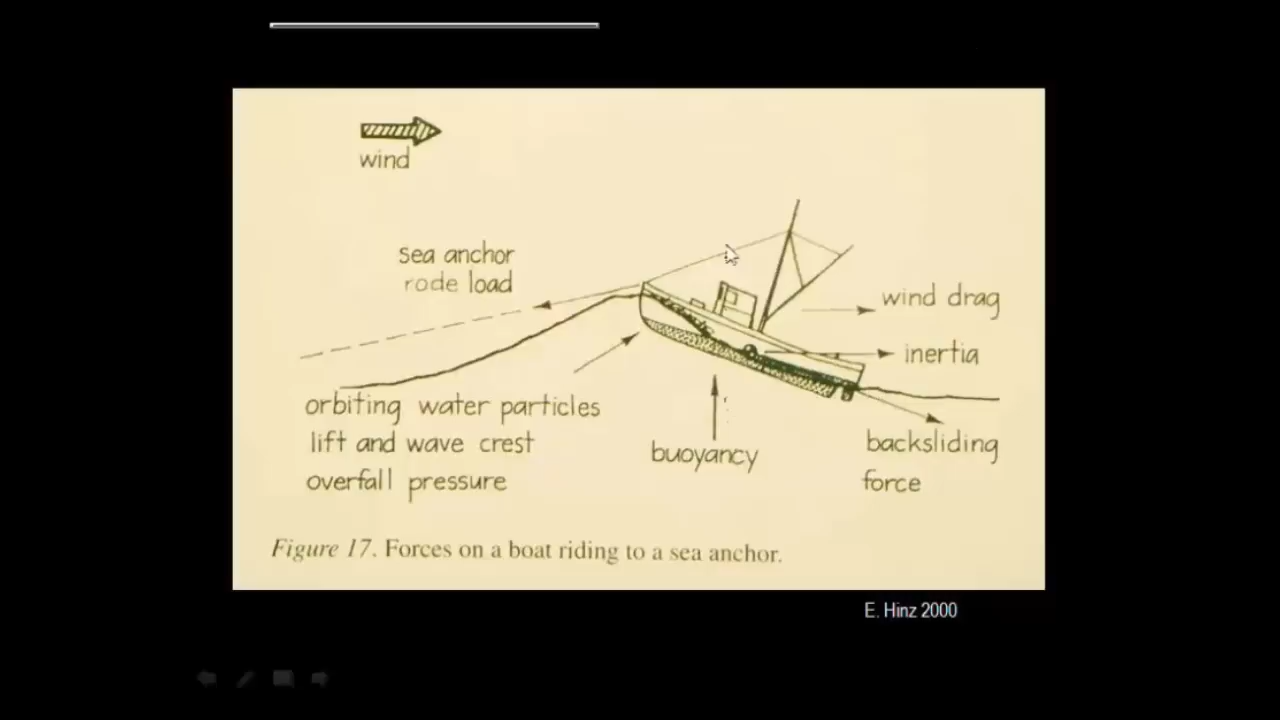 wind
sea anchor
rode load
wind drag
inertia
orbiting water particles
lift and wave crest
overfall pressure
buoyancy
backsliding
force
Figure 17. Forces on a boat riding to a sea anchor.
E. Hinz 2000